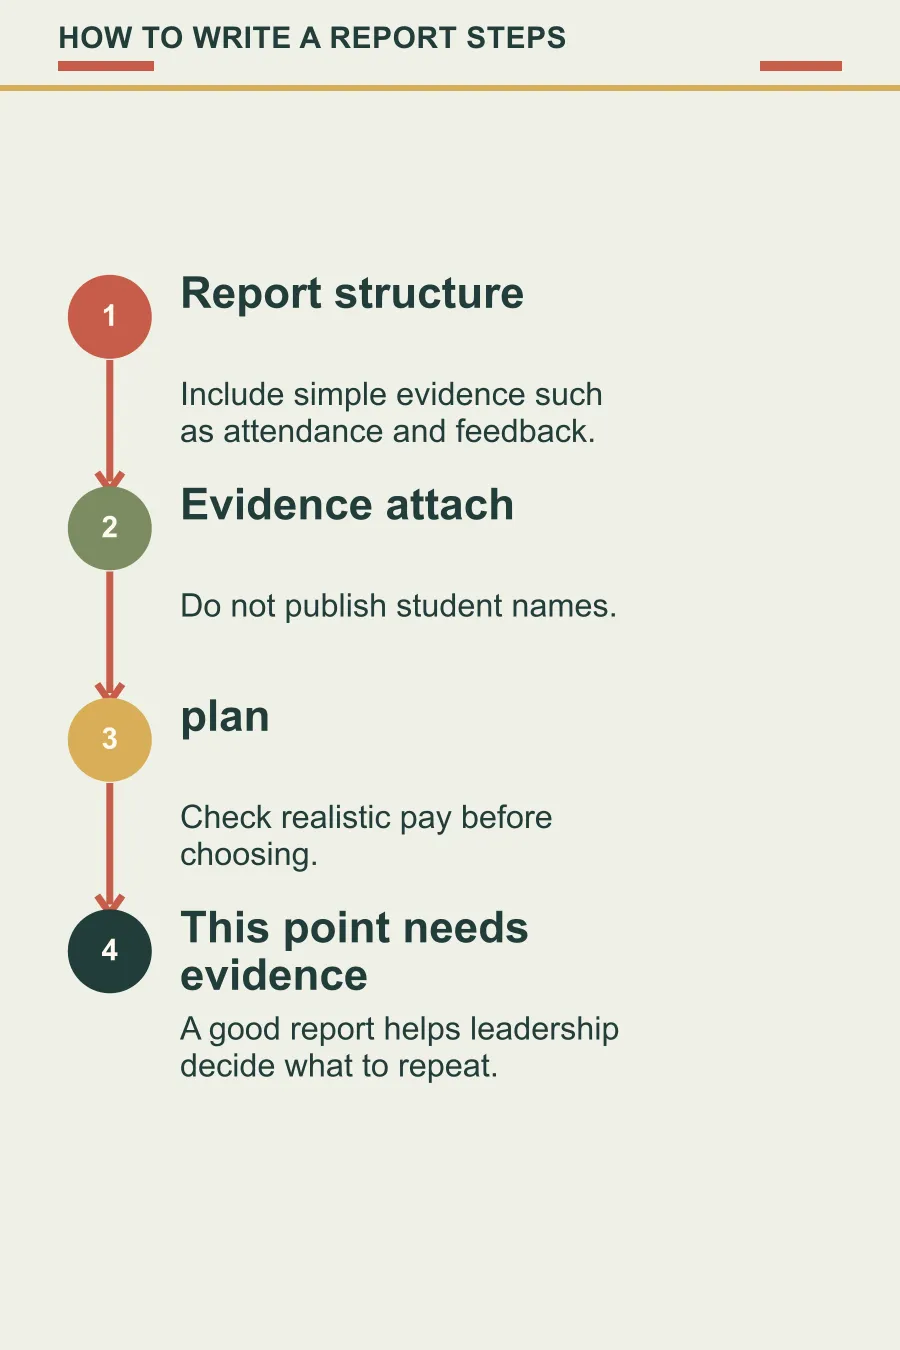 HOW TO WRITE A REPORT STEPS
1
Report structure
Include simple evidence such
as attendance and feedback.
2
Evidence attach
Do not publish student names.
3
plan
Check realistic pay before
choosing.
4
This point needs
evidence
A good report helps leadership
decide what to repeat.